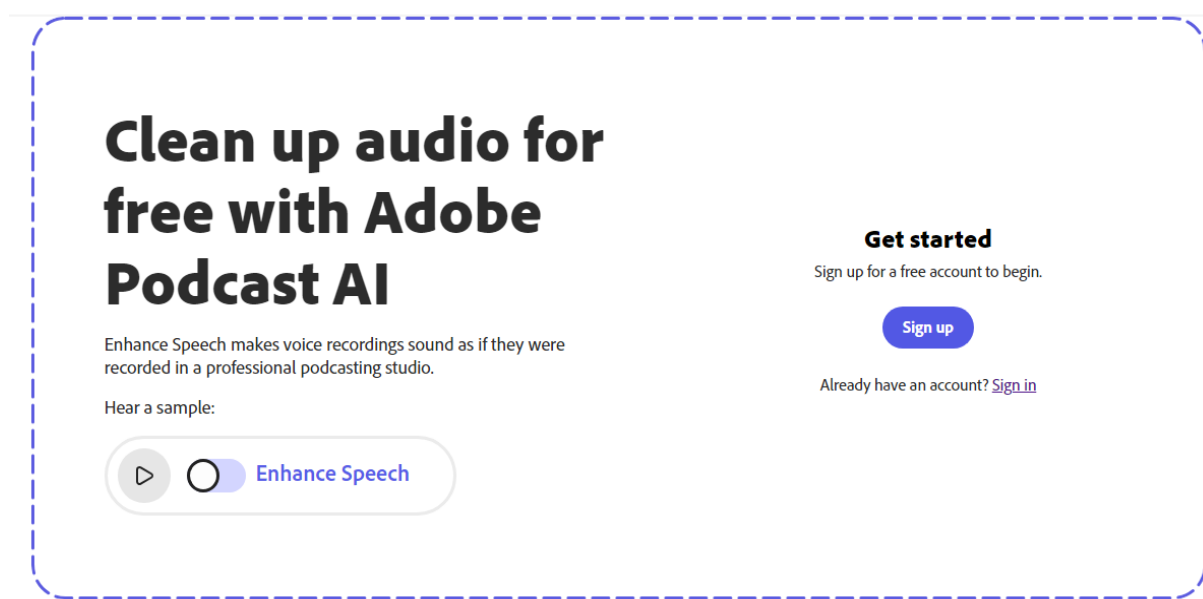 Clean up audio for
free with Adobe
Podcast AI
Enhance Speech makes voice recordings sound as if they were
recorded in a professional podcasting studio.
Hear a sample:
Enhance Speech
Get started
Sign up for a free account to begin.
Sign up
Already have an account? Sign in